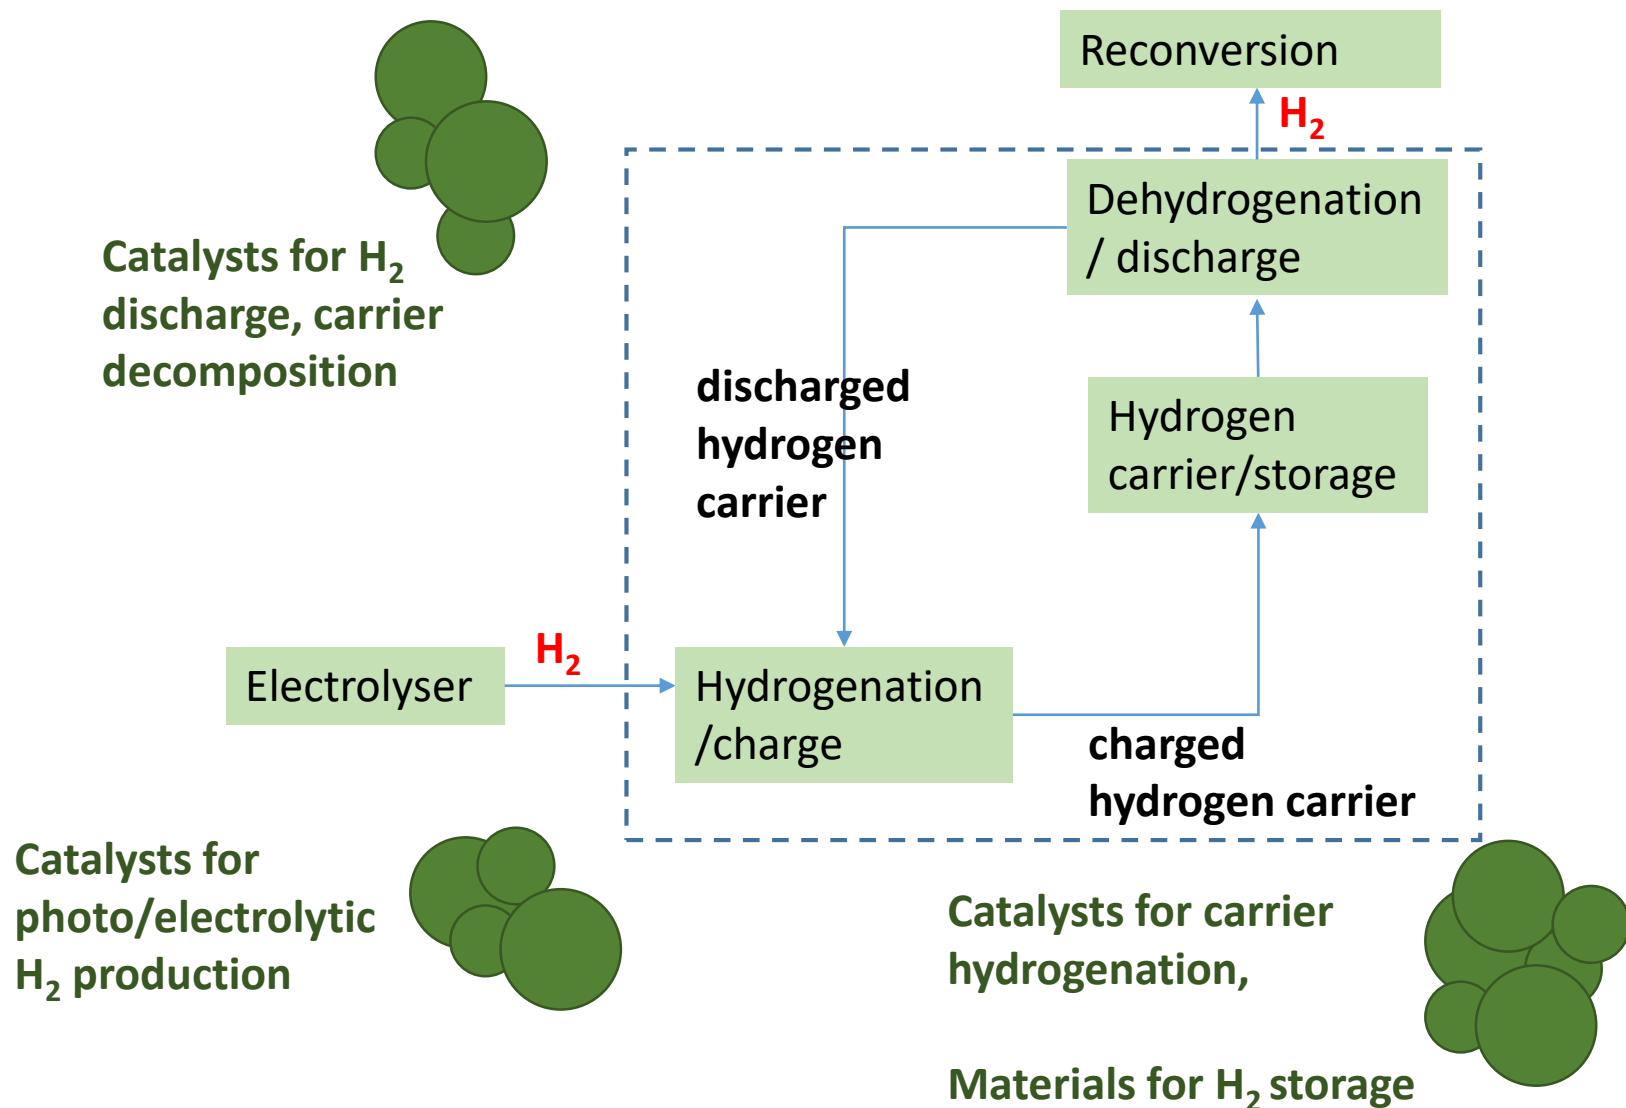 Reconversion
H₂
Dehydrogenation
/ discharge
Catalysts for H₂
discharge, carrier
decomposition
discharged
hydrogen
carrier
Hydrogen
carrier/storage
H₂
Electrolyser
Hydrogenation
/charge
charged
hydrogen carrier
Catalysts for
photo/electrolytic
H₂ production
Catalysts for carrier
hydrogenation,
Materials for H₂ storage